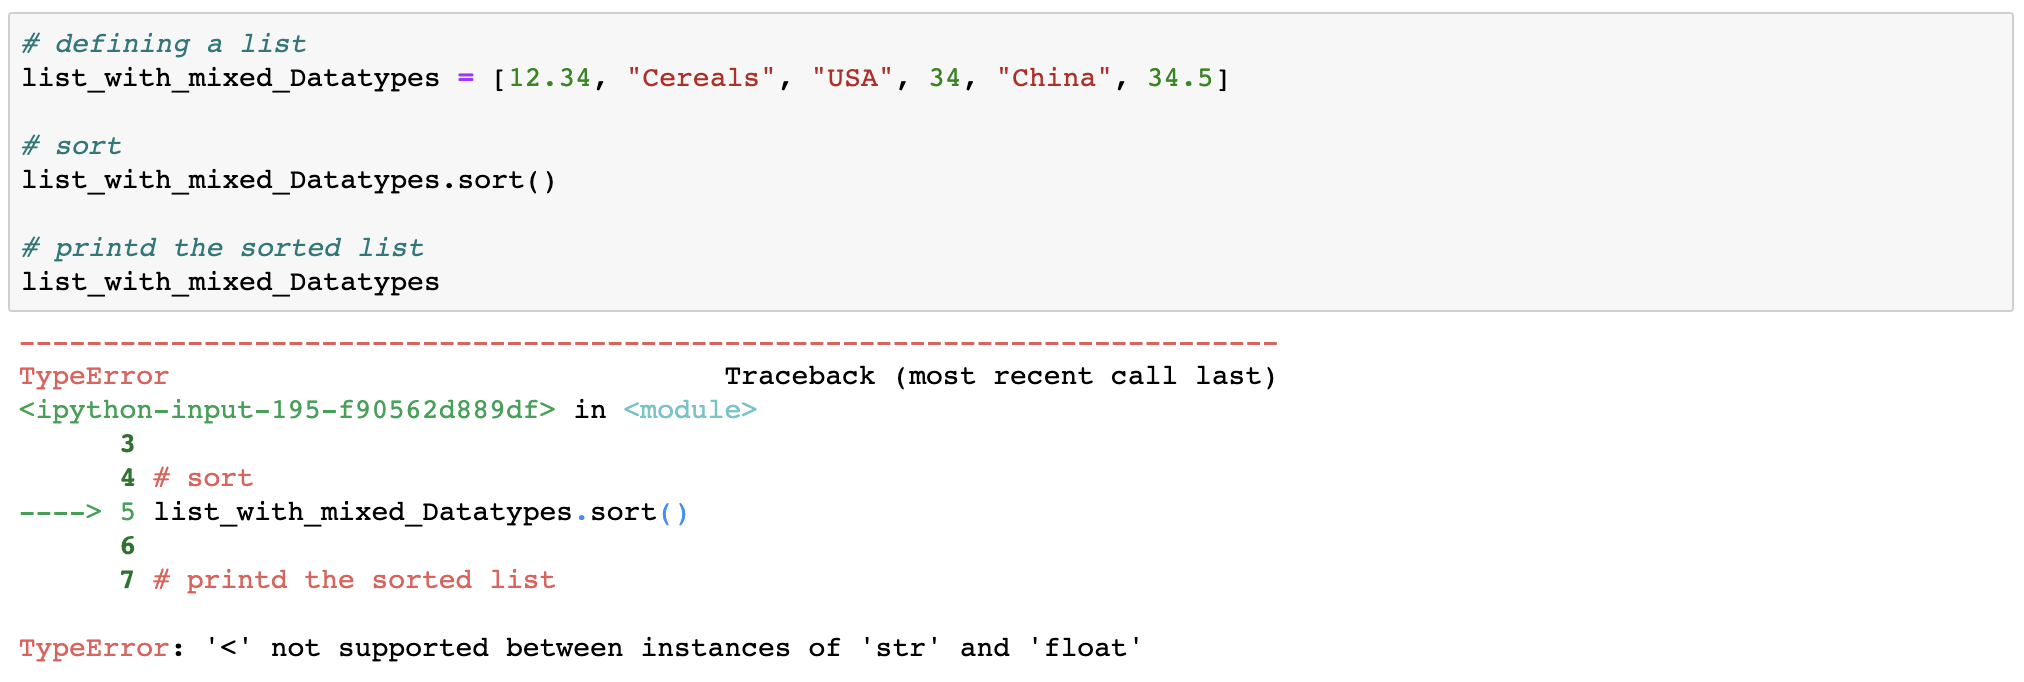 # defining a list
list_with_mixed_Datatypes = [12.34, "Cereals", "USA", 34, "China", 34.5]
# sort
list_with_mixed_Datatypes.sort()
# printd the sorted list
list_with_mixed_Datatypes
---------------------------------------------------------------------------
TypeError                                 Traceback (most recent call last)
<ipython-input-195-f90562d889df> in <module>
      3
      4 # sort
----> 5 list_with_mixed_Datatypes.sort()
      6
      7 # printd the sorted list
TypeError: '<' not supported between instances of 'str' and 'float'